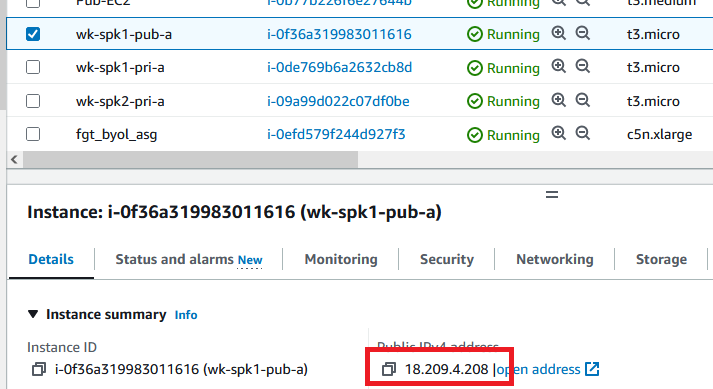 Pub-EC2 i-0b77b226f6e27644b Running t3.medium
wk-spk1-pub-a i-0f36a319983011616 Running t3.micro
wk-spk1-pri-a i-0de769b6a2632cb8d Running t3.micro
wk-spk2-pri-a i-09a99d022c07df0be Running t3.micro
fgt_byol_asg i-0efd579f244d927f3 Running c5n.xlarge
Instance: i-0f36a319983011616 (wk-spk1-pub-a)
Details Status and alarms New Monitoring Security Networking Storage
Instance summary Info
Instance ID Public IPv4 address
i-0f36a319983011616 (wk-spk1-pub-a) 18.209.4.208 |open address